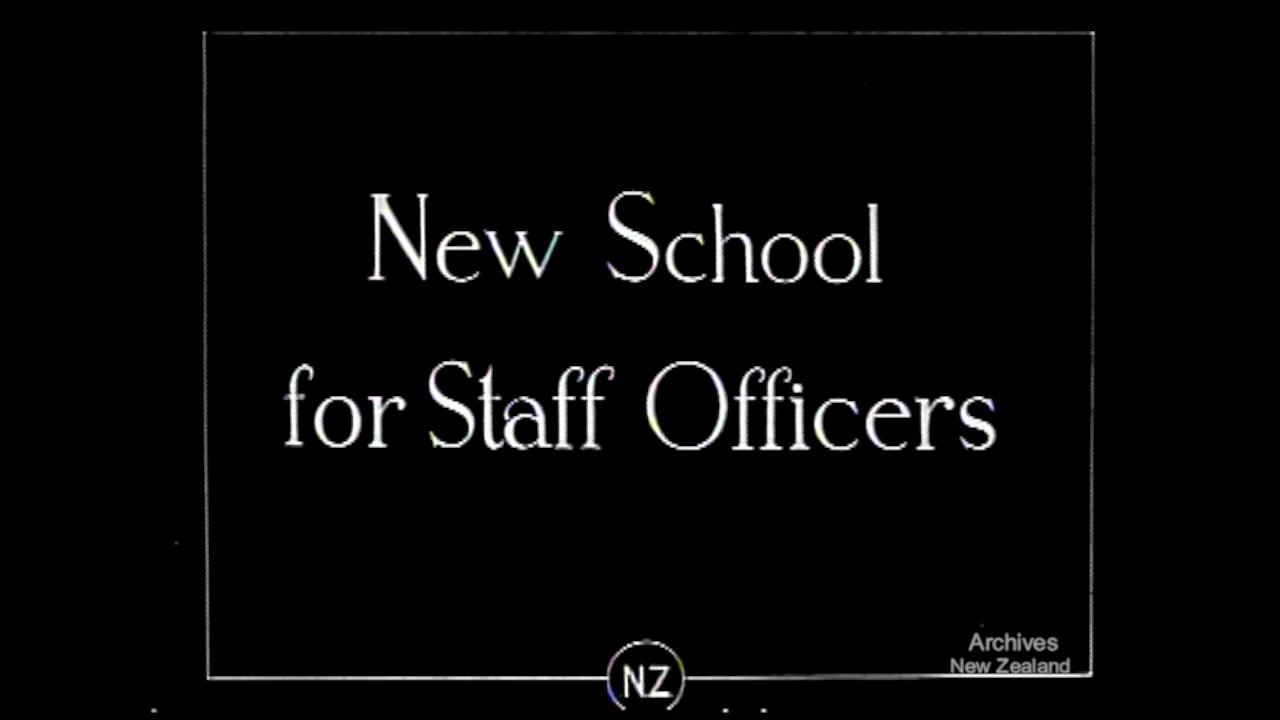 New School
for Staff Officers
Archives
New Zealand
NZ